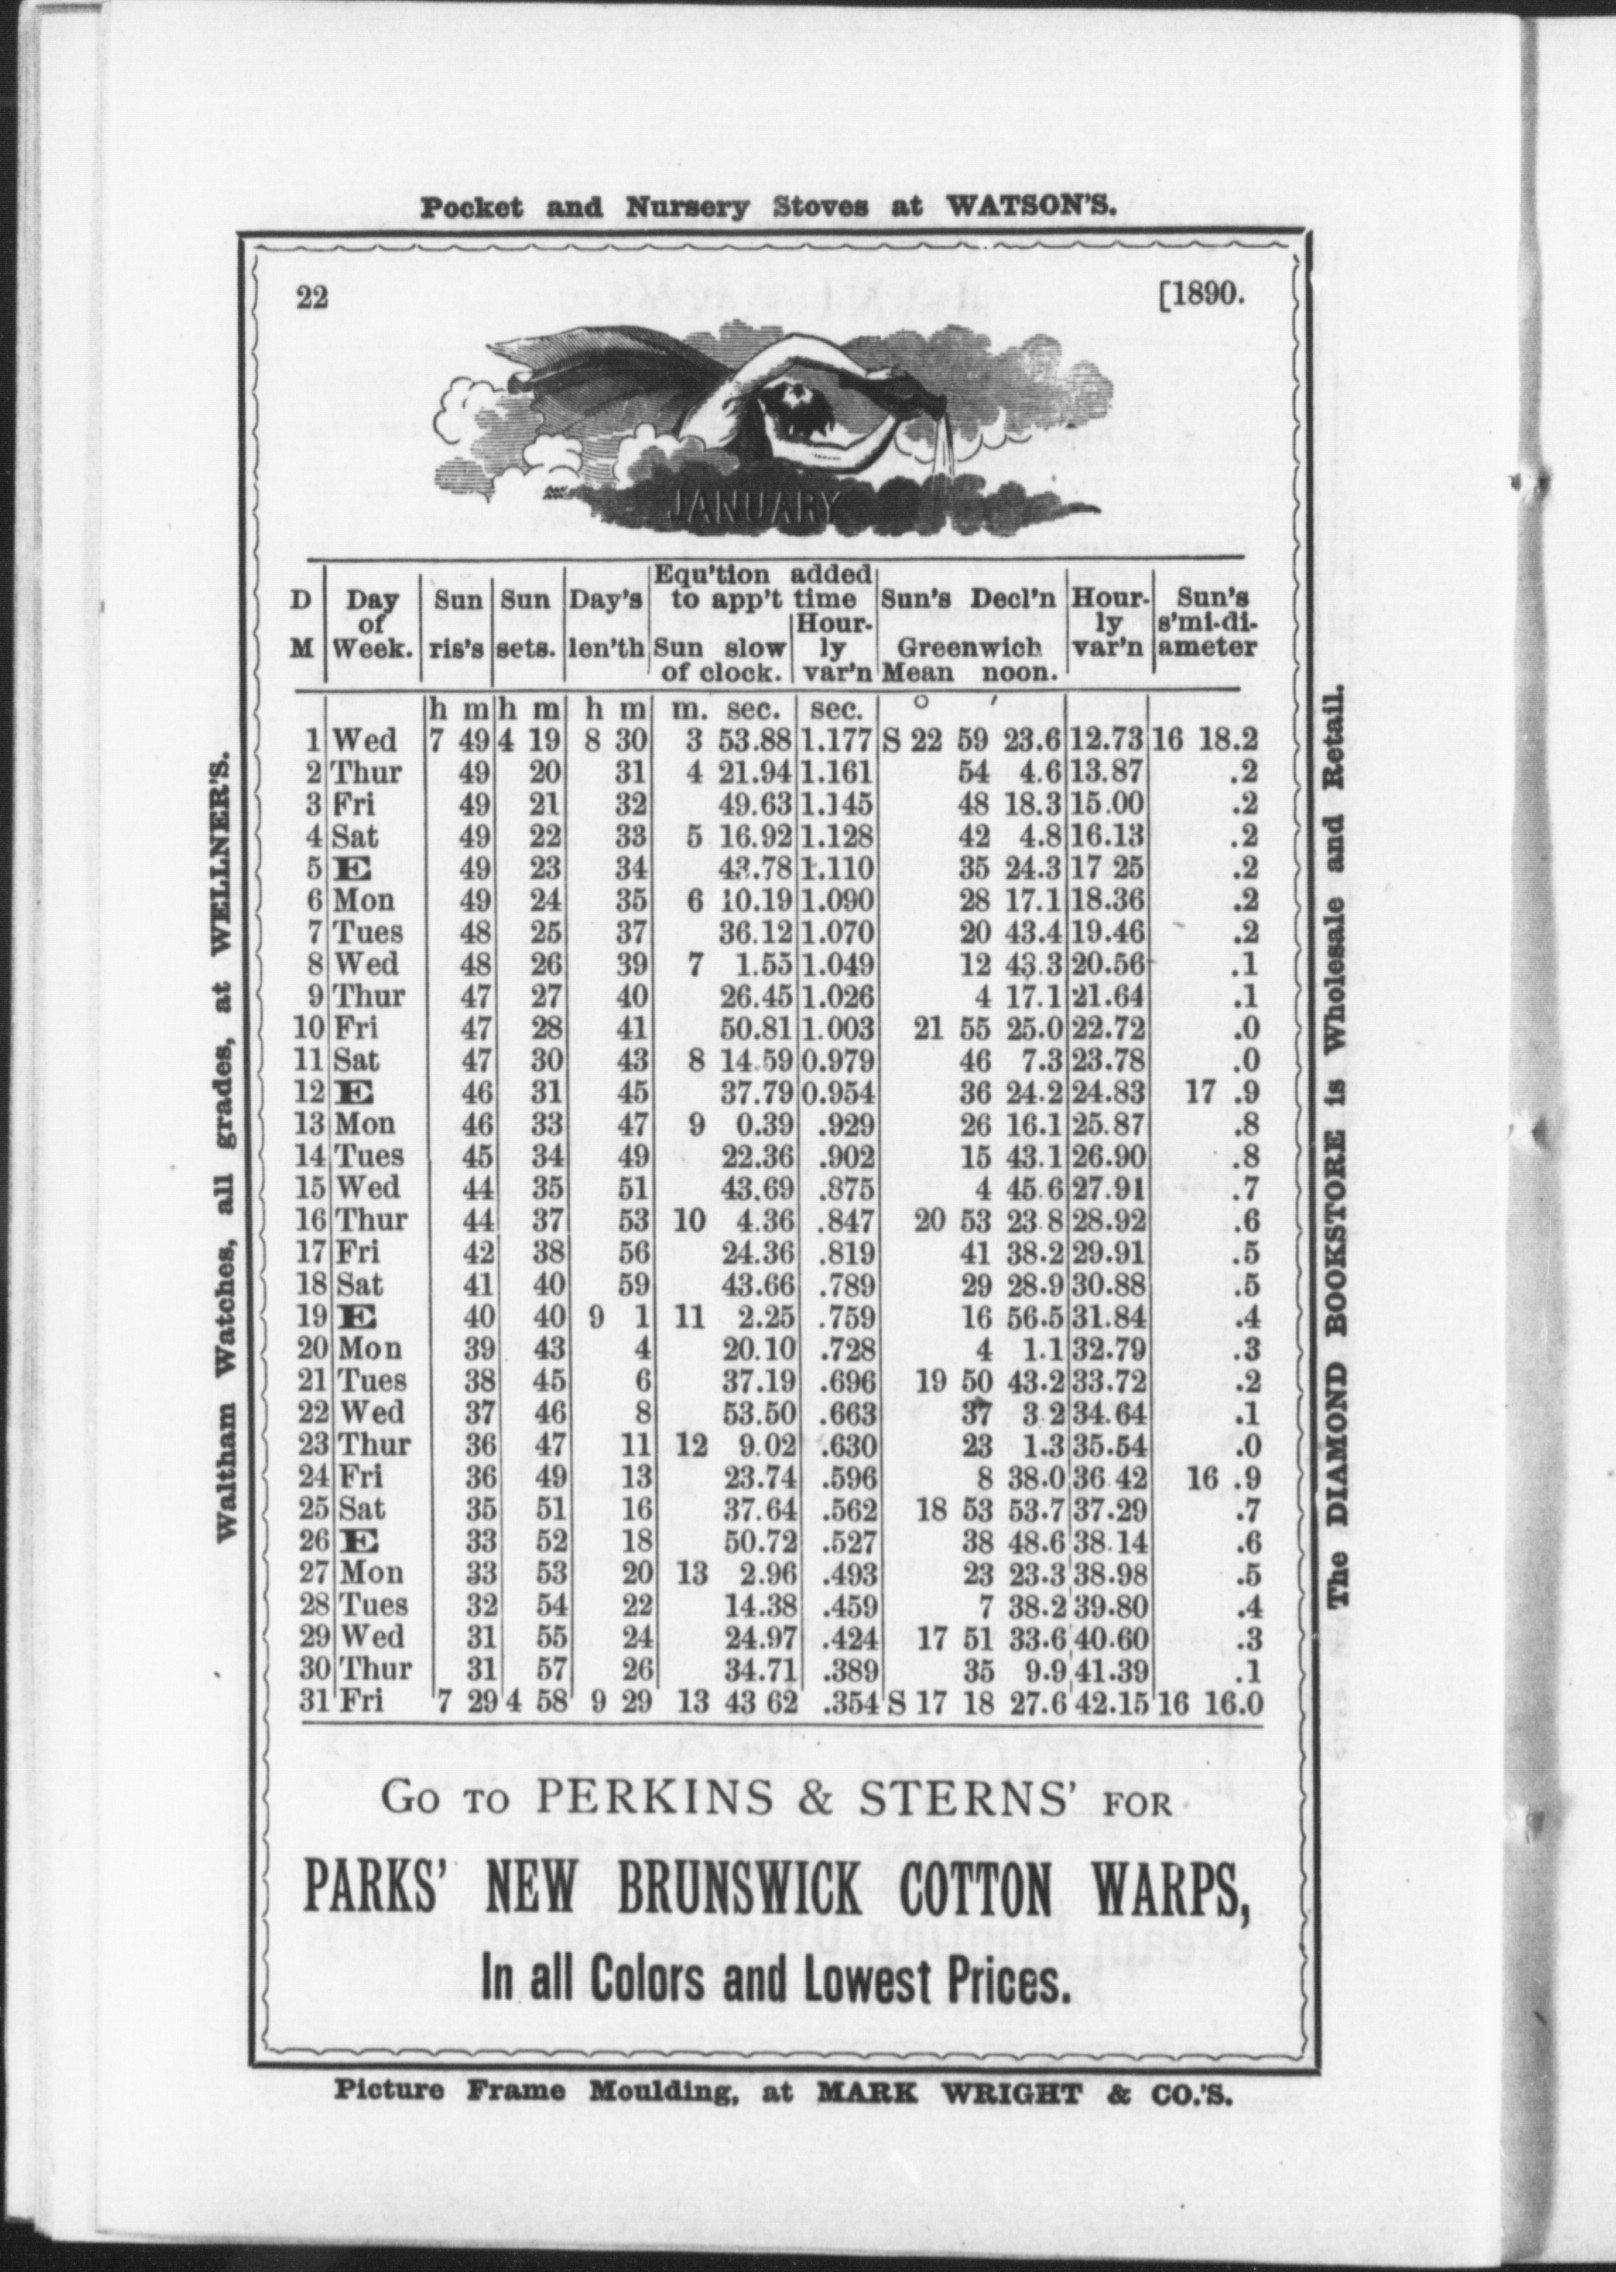 Pocket and Nursery Stoves at WATSON'S.
22 [1890.
JANUARY
D M Day of Week. Sun ris's Sun sets. Day's len'th Equ'tion added to app't time Sun slow of clock. Hour-ly var'n Sun's Decl'n Greenwich Mean noon. Hour-ly var'n Sun's s'mi-di-ameter
h m h m h m m. sec. sec. ° ′
1 Wed 7 49 4 19 8 30 3 53.88 1.177 S 22 59 23.6 12.73 16 18.2
2 Thur 49 20 31 4 21.94 1.161 54 4.6 13.87 .2
3 Fri 49 21 32 49.63 1.145 48 18.3 15.00 .2
4 Sat 49 22 33 5 16.92 1.128 42 4.8 16.13 .2
5 E 49 23 34 43.78 1.110 35 24.3 17 25 .2
6 Mon 49 24 35 6 10.19 1.090 28 17.1 18.36 .2
7 Tues 48 25 37 36.12 1.070 20 43.4 19.46 .2
8 Wed 48 26 39 7 1.55 1.049 12 43.3 20.56 .1
9 Thur 47 27 40 26.45 1.026 4 17.1 21.64 .1
10 Fri 47 28 41 50.81 1.003 21 55 25.0 22.72 .0
11 Sat 47 30 43 8 14.59 0.979 46 7.3 23.78 .0
12 E 46 31 45 37.79 0.954 36 24.2 24.83 17 .9
13 Mon 46 33 47 9 0.39 .929 26 16.1 25.87 .8
14 Tues 45 34 49 22.36 .902 15 43.1 26.90 .8
15 Wed 44 35 51 43.69 .875 4 45.6 27.91 .7
16 Thur 44 37 53 10 4.36 .847 20 53 23.8 28.92 .6
17 Fri 42 38 56 24.36 .819 41 38.2 29.91 .5
18 Sat 41 40 59 43.66 .789 29 28.9 30.88 .5
19 E 40 40 9 1 11 2.25 .759 16 56.5 31.84 .4
20 Mon 39 43 4 20.10 .728 4 1.1 32.79 .3
21 Tues 38 45 6 37.19 .696 19 50 43.2 33.72 .2
22 Wed 37 46 8 53.50 .663 37 3 2 34.64 .1
23 Thur 36 47 11 12 9.02 .630 23 1.3 35.54 .0
24 Fri 36 49 13 23.74 .596 8 38.0 36 42 16 .9
25 Sat 35 51 16 37.64 .562 18 53 53.7 37.29 .7
26 E 33 52 18 50.72 .527 38 48.6 38.14 .6
27 Mon 33 53 20 13 2.96 .493 23 23.3 38.98 .5
28 Tues 32 54 22 14.38 .459 7 38.2 39.80 .4
29 Wed 31 55 24 24.97 .424 17 51 33.6 40.60 .3
30 Thur 31 57 26 34.71 .389 35 9.9 41.39 .1
31 Fri 7 29 4 58 9 29 13 43 62 .354 S 17 18 27.6 42.15 16 16.0
GO TO PERKINS & STERNS' FOR
PARKS' NEW BRUNSWICK COTTON WARPS,
In all Colors and Lowest Prices.
Picture Frame Moulding, at MARK WRIGHT & CO.'S.
Waltham Watches, all grades, at WELLNER'S.
The DIAMOND BOOKSTORE is Wholesale and Retail.